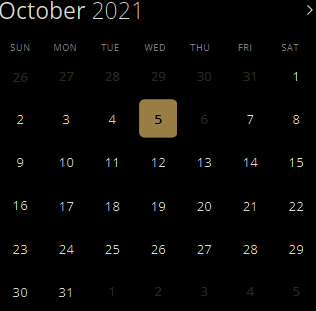 October 2021 >
SUN MON TUE WED THU FRI SAT
26 27 28 29 30 31 1
2 3 4 5 6 7 8
9 10 11 12 13 14 15
16 17 18 19 20 21 22
23 24 25 26 27 28 29
30 31 1 2 3 4 5